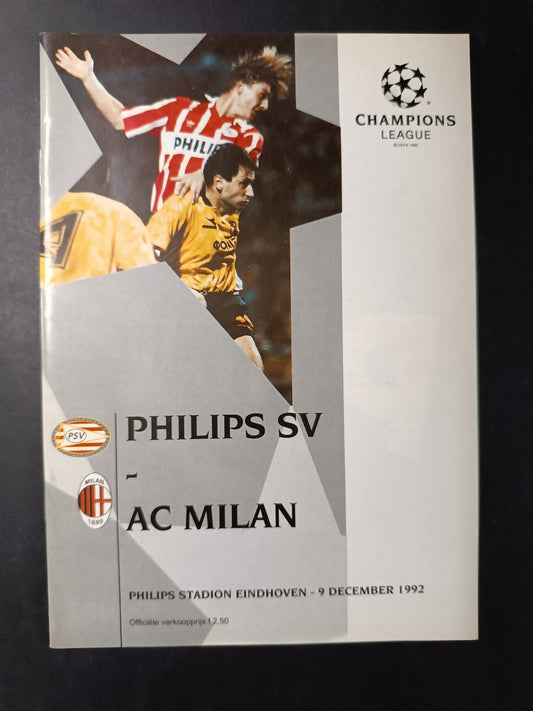 PHILIPS
CHAMPIONS
LEAGUE
PHILIPS SV
PSV
-
MILAN
1899
AC MILAN
PHILIPS STADION EINDHOVEN - 9 DECEMBER 1992
Officiële verkoopprijs f.2.50